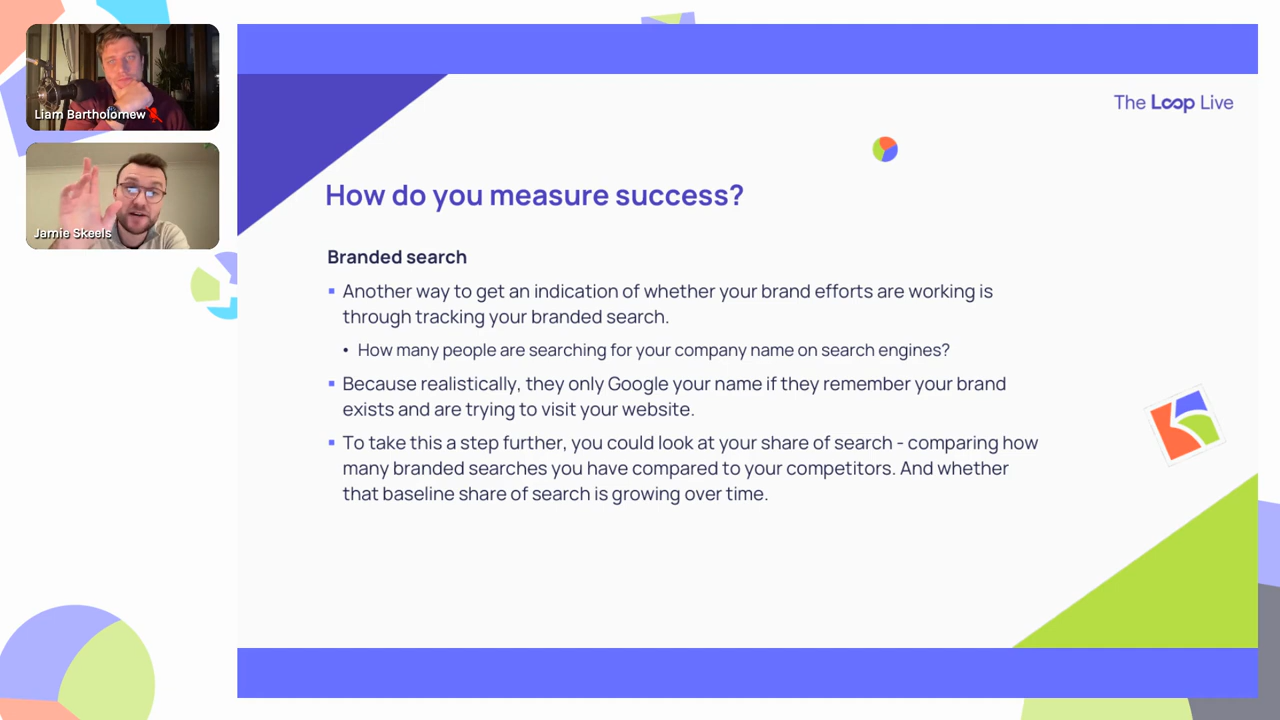 Liam Bartholomew
Jamie Skeels
The Loop Live
How do you measure success?
Branded search
▪ Another way to get an indication of whether your brand efforts are working is
through tracking your branded search.
• How many people are searching for your company name on search engines?
▪ Because realistically, they only Google your name if they remember your brand
exists and are trying to visit your website.
▪ To take this a step further, you could look at your share of search - comparing how
many branded searches you have compared to your competitors. And whether
that baseline share of search is growing over time.